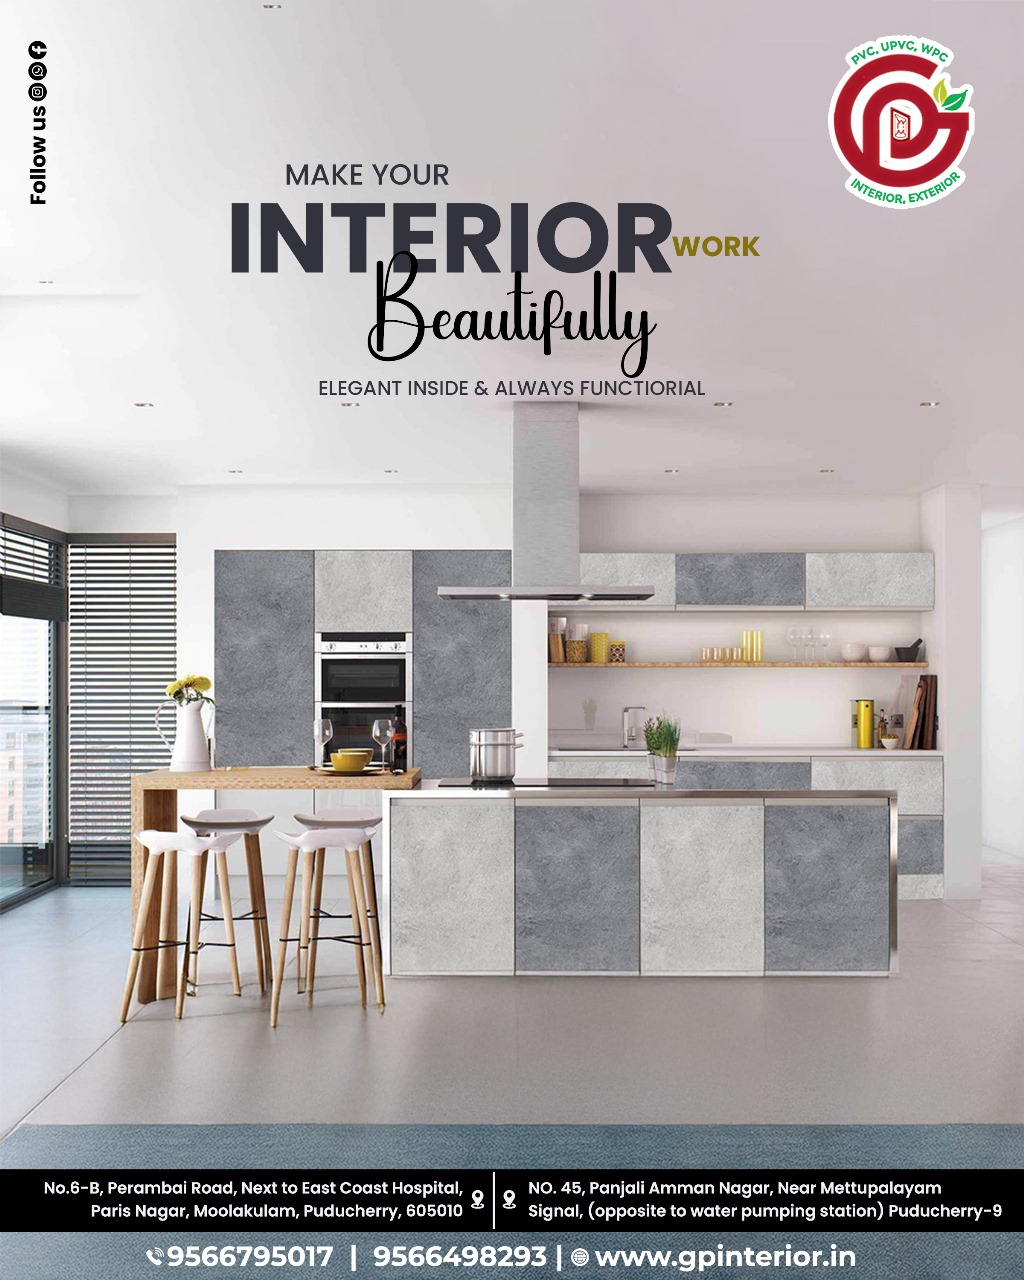 Follow us
PVC, UPVC, WPC
INTERIOR, EXTERIOR
MAKE YOUR
INTERIOR WORK
Beautifully
ELEGANT INSIDE & ALWAYS FUNCTIORIAL
No.6-B, Perambai Road, Next to East Coast Hospital,
Paris Nagar, Moolakulam, Puducherry, 605010
NO. 45, Panjali Amman Nagar, Near Mettupalayam
Signal, (opposite to water pumping station) Puducherry-9
9566795017 | 9566498293 | www.gpinterior.in